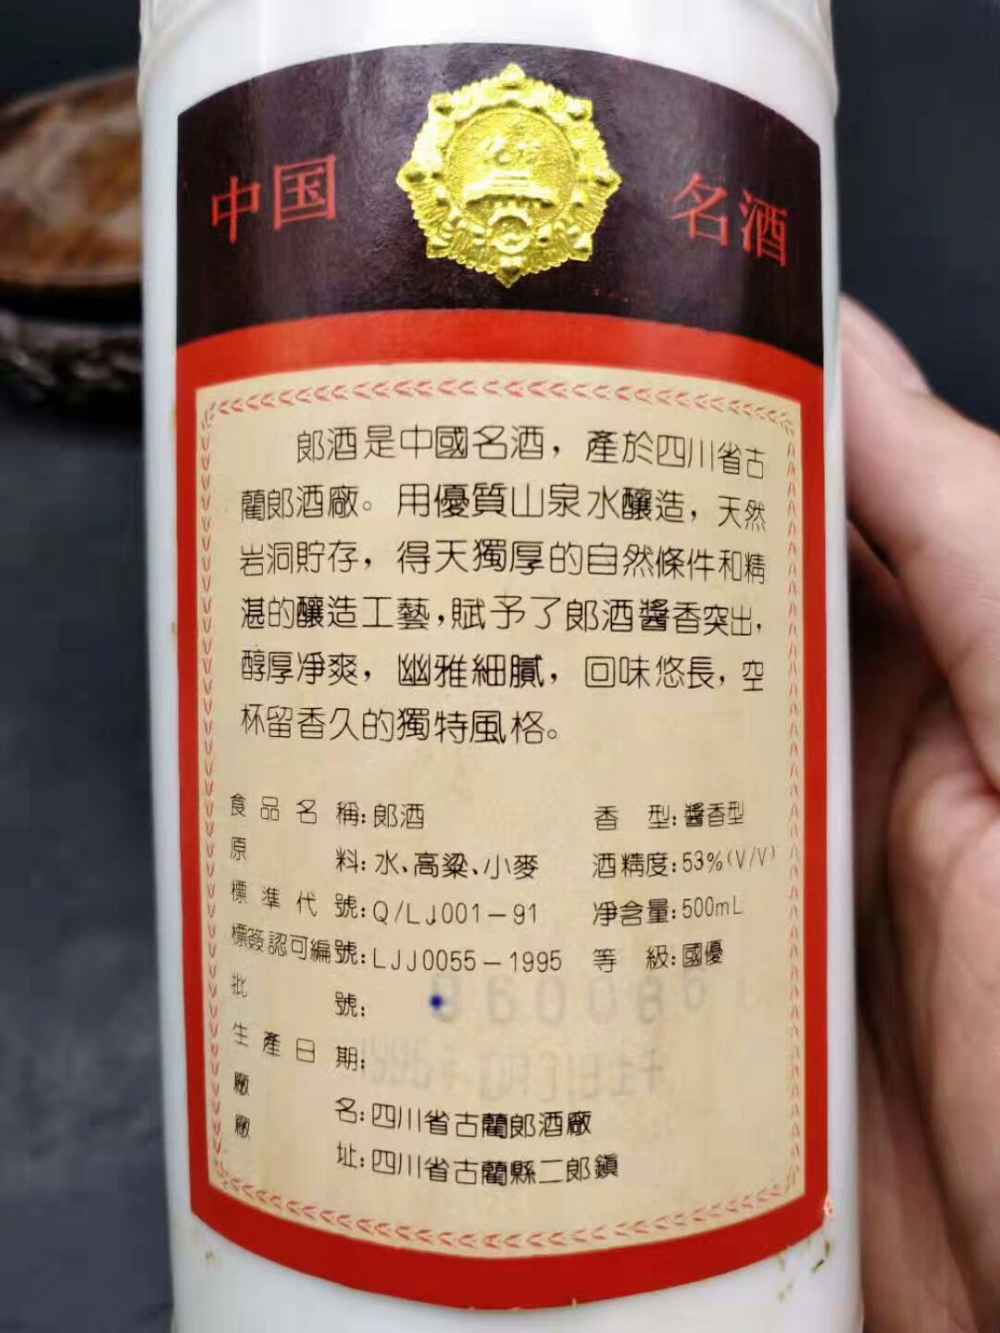 中国 名酒
郎酒是中國名酒，產於四川省古
藺郎酒廠。用優質山泉水釀造，天然
岩洞貯存，得天獨厚的自然條件和精
湛的釀造工藝，賦予了郎酒醬香突出，
醇厚净爽，幽雅細膩，回味悠長，空
杯留香久的獨特風格。
食品名稱：郎酒 香型：醬香型
原料：水、高粱、小麥 酒精度：53%(V/V)
標準代號：Q/LJ001-91 净含量：500mL
標簽認可編號：LJJ0055-1995 等級：國優
批號：
生產日期：
廠名：四川省古藺郎酒廠
廠址：四川省古藺縣二郎鎮